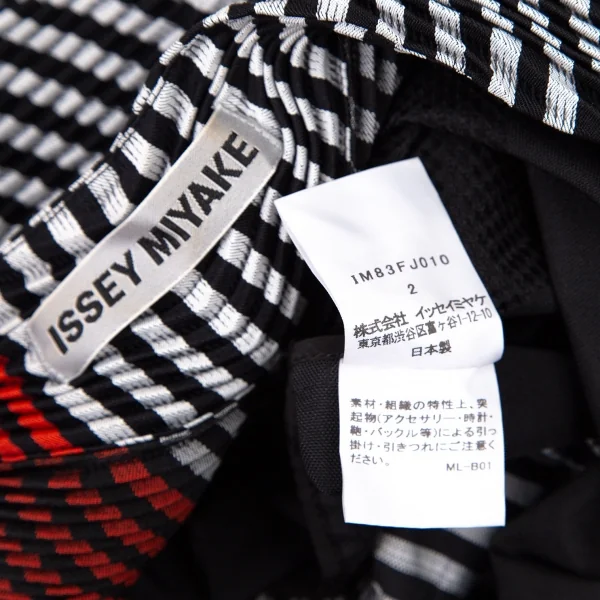 ISSEY MIYAKE
IM83FJ010
2
株式会社 イッセイミヤケ
東京都渋谷区富ヶ谷1-12-10
日本製
素材・組織の特性上、突
起物(アクセサリー・時計・
鞄・バックル等)による引っ
掛け・引きつれにご注意く
ださい。
ML-B01